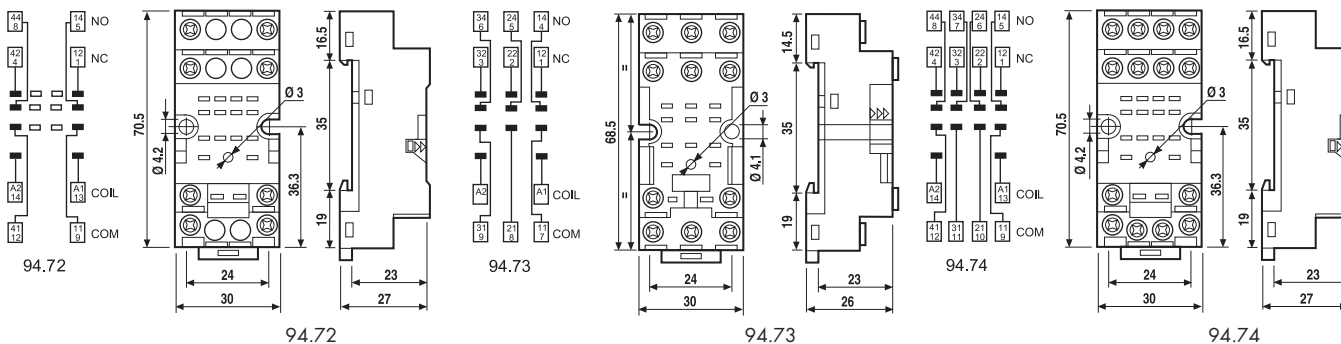 44 14 NO
8 5
42 12 NC
4 1
A2 A1 COIL
14 13
41 11 COM
12 9
94.72
70.5
Ø 4.2
Ø 3
36.3
24
30
16.5
35
19
23
27
94.72
34 24 14 NO
6 5 4
32 22 12 NC
3 2 1
A2 A1 COIL
31 21 11 COM
9 8 7
94.73
=
68.5
=
Ø 3
Ø 4.1
24
30
14.5
35
19
23
26
94.73
44 34 24 14 NO
8 7 6 5
42 32 22 12 NC
4 3 2 1
A2 A1 COIL
14 13
41 31 21 11 COM
12 11 10 9
94.74
70.5
Ø 4.2
Ø 3
36.3
24
30
16.5
35
19
23
27
94.74